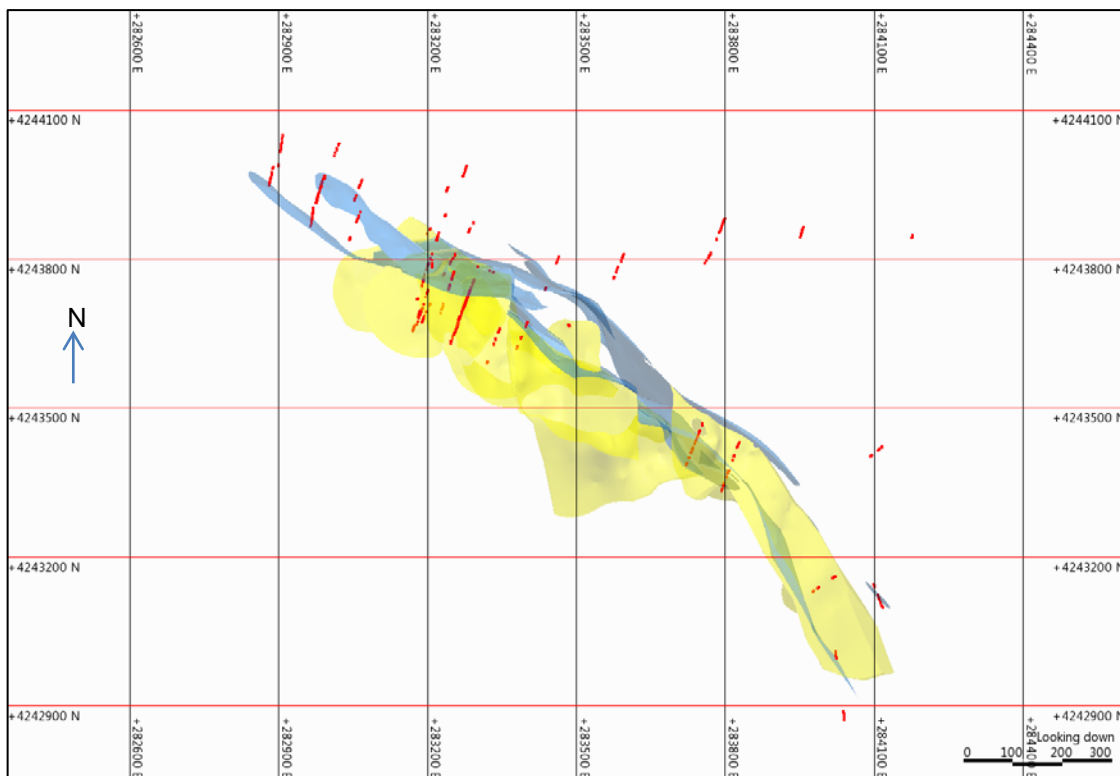 +282600 E
+282900 E
+283200 E
+283500 E
+283800 E
+284100 E
+284400 E
+4244100 N
+4244100 N
+4243800 N
+4243800 N
N
+4243500 N
+4243500 N
+4243200 N
+4243200 N
+4242900 N
+4242900 N
+282600 E
+282900 E
+283200 E
+283500 E
+283800 E
+284100 E
+284400 E
Looking down
0 100 200 300